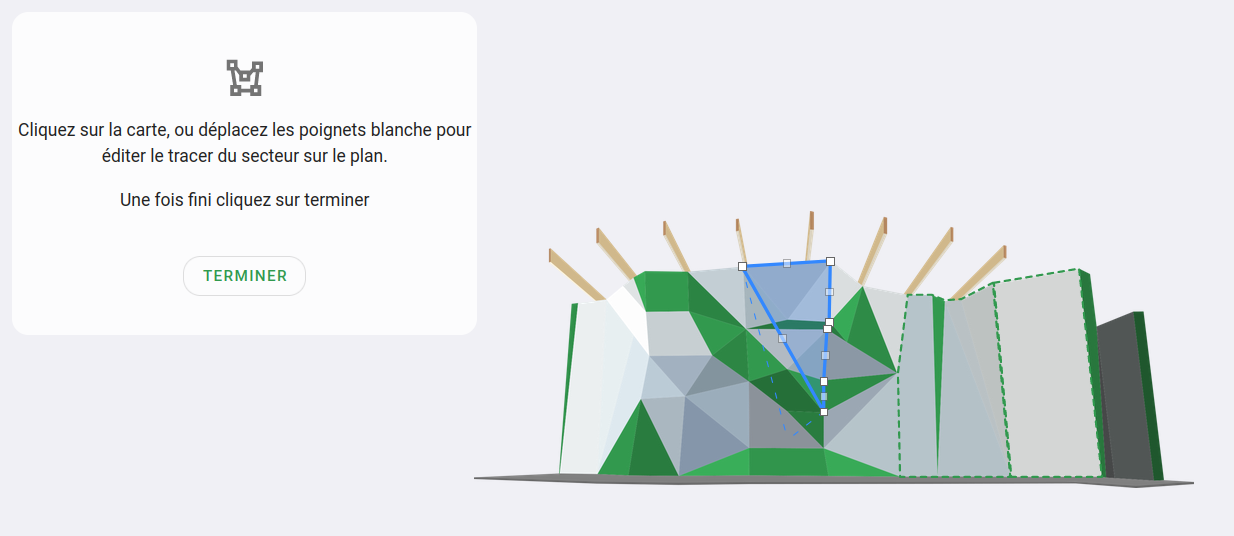 Cliquez sur la carte, ou déplacez les poignets blanche pour
éditer le tracer du secteur sur le plan.
Une fois fini cliquez sur terminer
TERMINER